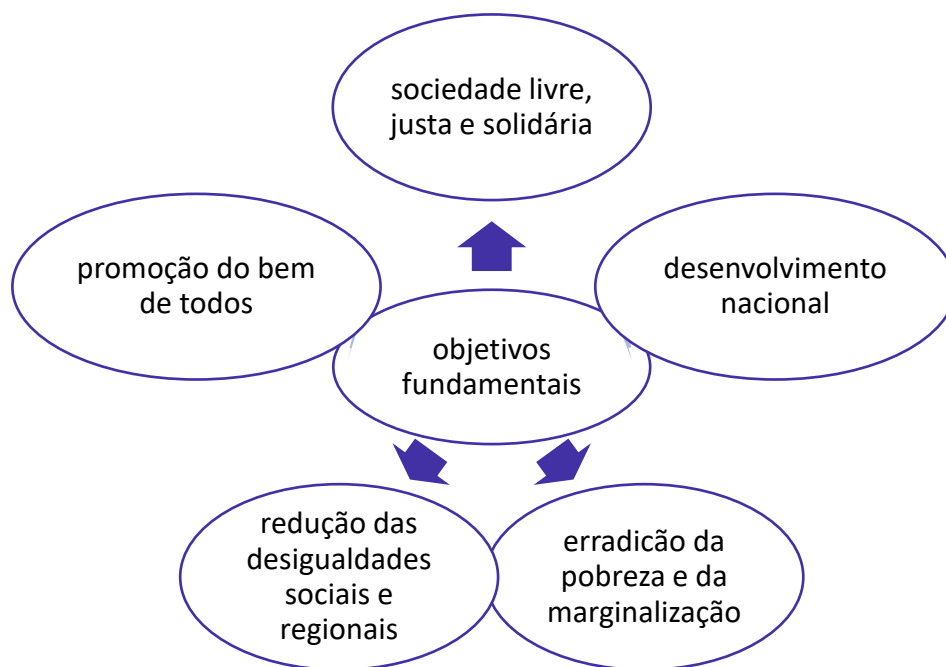 sociedade livre,
justa e solidária
promoção do bem
de todos
desenvolvimento
nacional
objetivos
fundamentais
redução das
desigualdades
sociais e
regionais
erradicão da
pobreza e da
marginalização